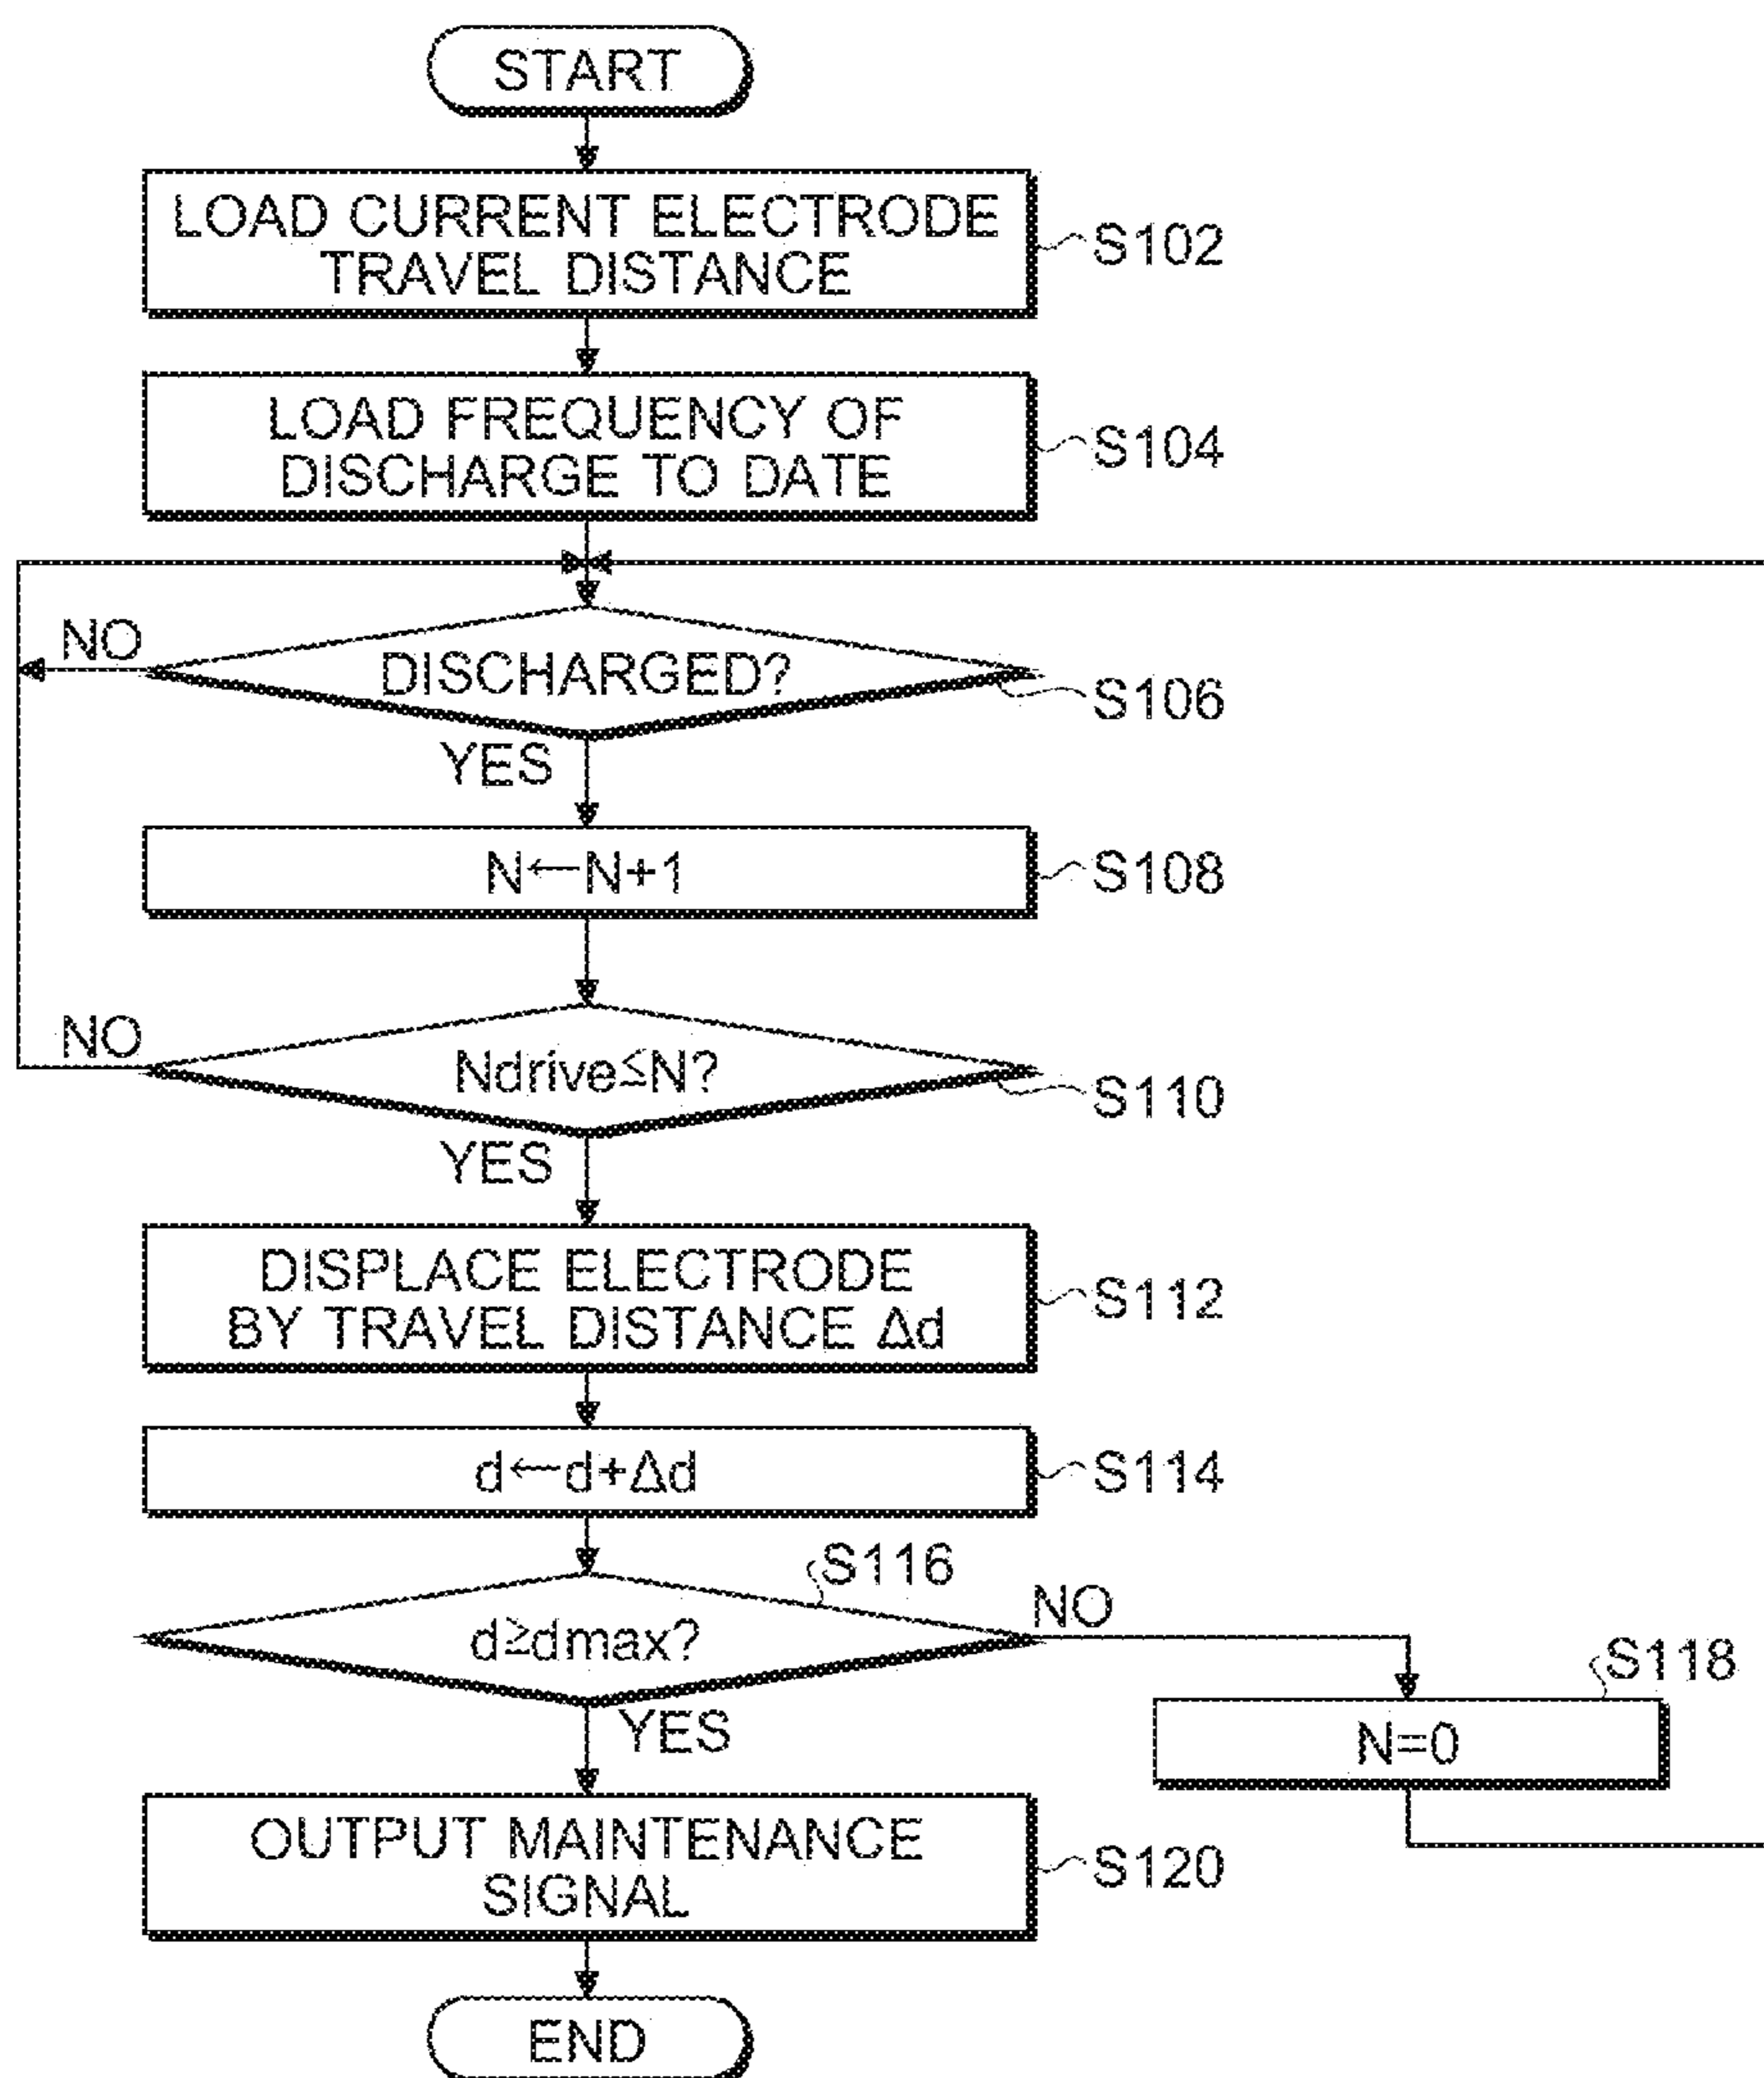 START
LOAD CURRENT ELECTRODE
TRAVEL DISTANCE
S102
LOAD FREQUENCY OF
DISCHARGE TO DATE
S104
NO
DISCHARGED?
S106
YES
N←N+1
S108
NO
Ndrive≦N?
S110
YES
DISPLACE ELECTRODE
BY TRAVEL DISTANCE Δd
S112
d←d+Δd
S114
S116
d≧dmax?
NO
S118
N=0
YES
OUTPUT MAINTENANCE
SIGNAL
S120
END